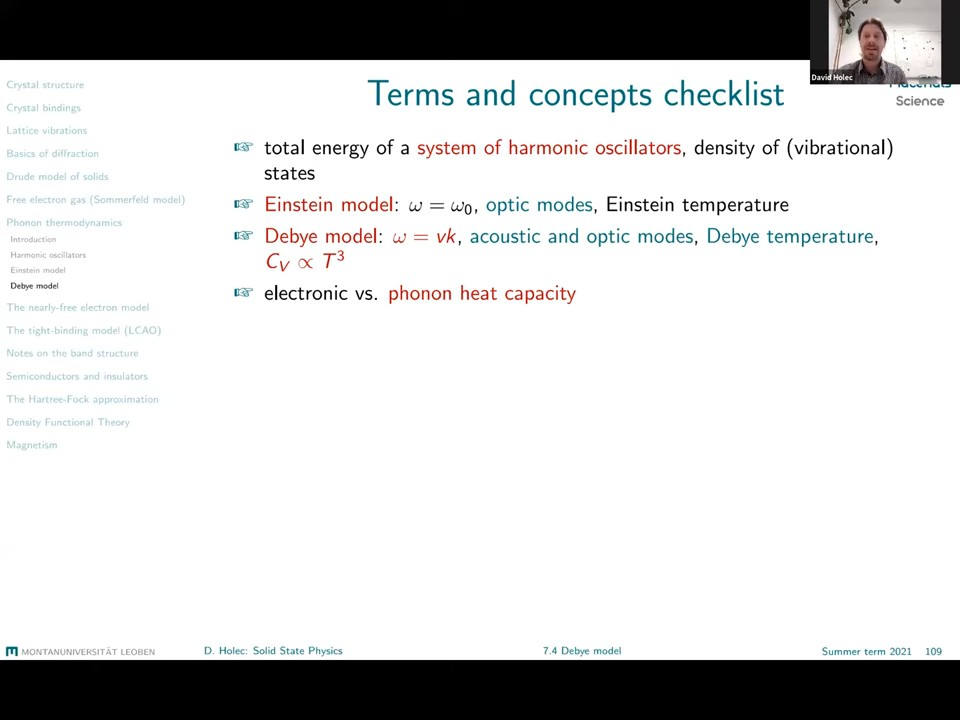 David Holec
Materials
Science
Crystal structure
Crystal bindings
Lattice vibrations
Basics of diffraction
Drude model of solids
Free electron gas (Sommerfeld model)
Phonon thermodynamics
Introduction
Harmonic oscillators
Einstein model
Debye model
The nearly-free electron model
The tight-binding model (LCAO)
Notes on the band structure
Semiconductors and insulators
The Hartree-Fock approximation
Density Functional Theory
Magnetism
Terms and concepts checklist
☞ total energy of a system of harmonic oscillators, density of (vibrational)
states
☞ Einstein model: ω = ω₀, optic modes, Einstein temperature
☞ Debye model: ω = vk, acoustic and optic modes, Debye temperature,
C_V ∝ T³
☞ electronic vs. phonon heat capacity
MONTANUNIVERSITÄT LEOBEN
D. Holec: Solid State Physics
7.4 Debye model
Summer term 2021 109